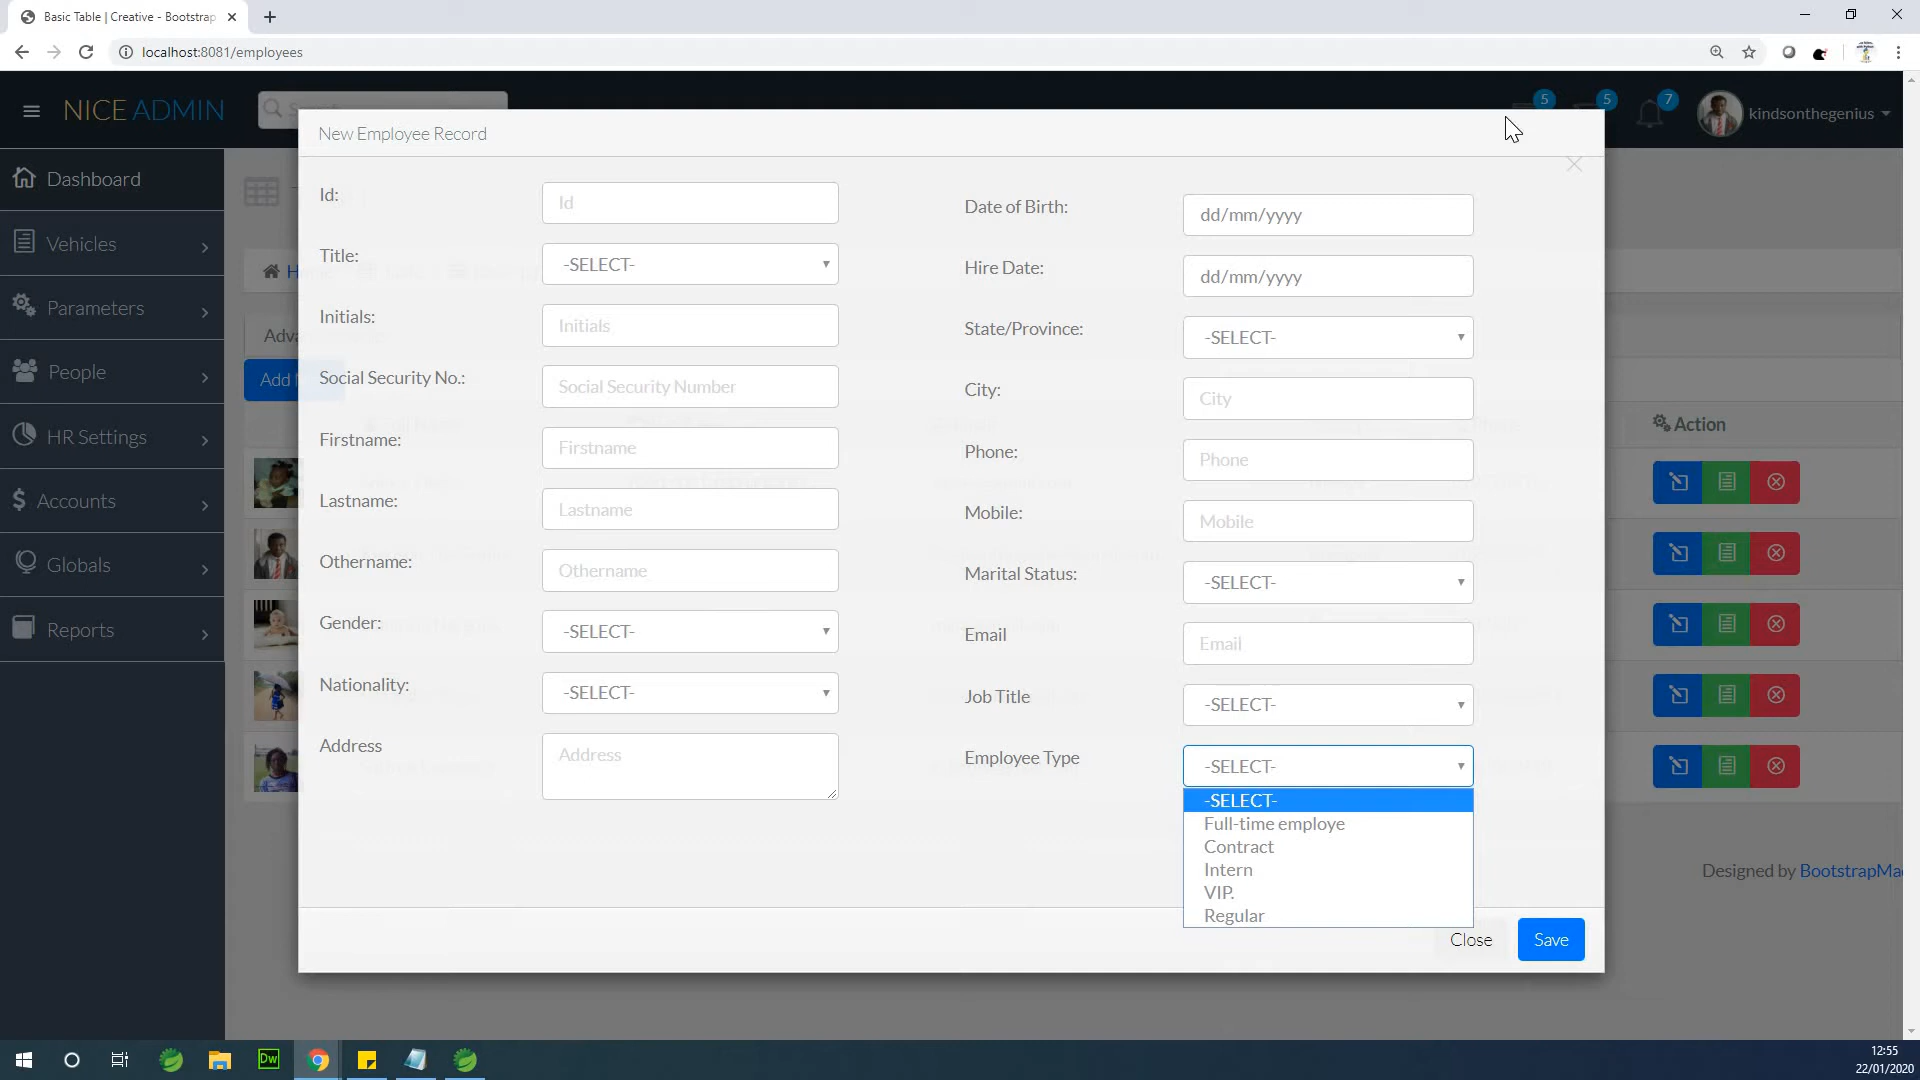 Basic Table | Creative - Bootstrap
localhost:8081/employees
NICE ADMIN
5
5
7
kindsonthegenius
New Employee Record
Dashboard
Vehicles
Parameters
People
HR Settings
Accounts
Globals
Reports
Add
Id:
Id
Title:
-SELECT-
Initials:
Initials
Social Security No.:
Social Security Number
Firstname:
Firstname
Lastname:
Lastname
Othername:
Othername
Gender:
-SELECT-
Nationality:
-SELECT-
Address
Address
Date of Birth:
dd/mm/yyyy
Hire Date:
dd/mm/yyyy
State/Province:
-SELECT-
City:
City
Phone:
Phone
Mobile:
Mobile
Marital Status:
-SELECT-
Email
Email
Job Title
-SELECT-
Employee Type
-SELECT-
-SELECT-
Full-time employe
Contract
Intern
VIP.
Regular
Close
Save
Action
Designed by BootstrapMa
Dw
12:55
22/01/2020